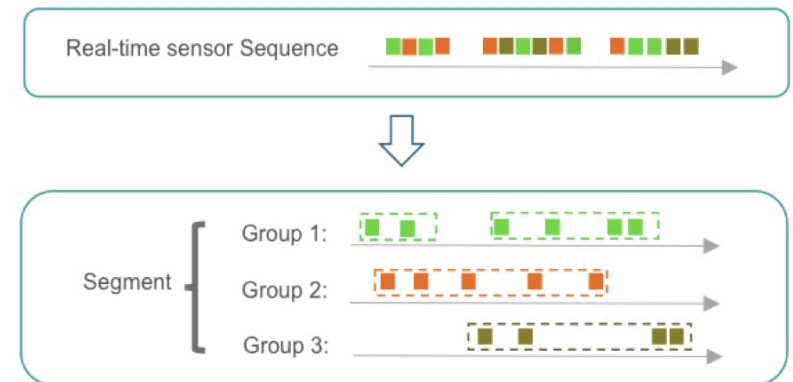 Real-time sensor Sequence
Group 1:
Segment
Group 2:
Group 3: